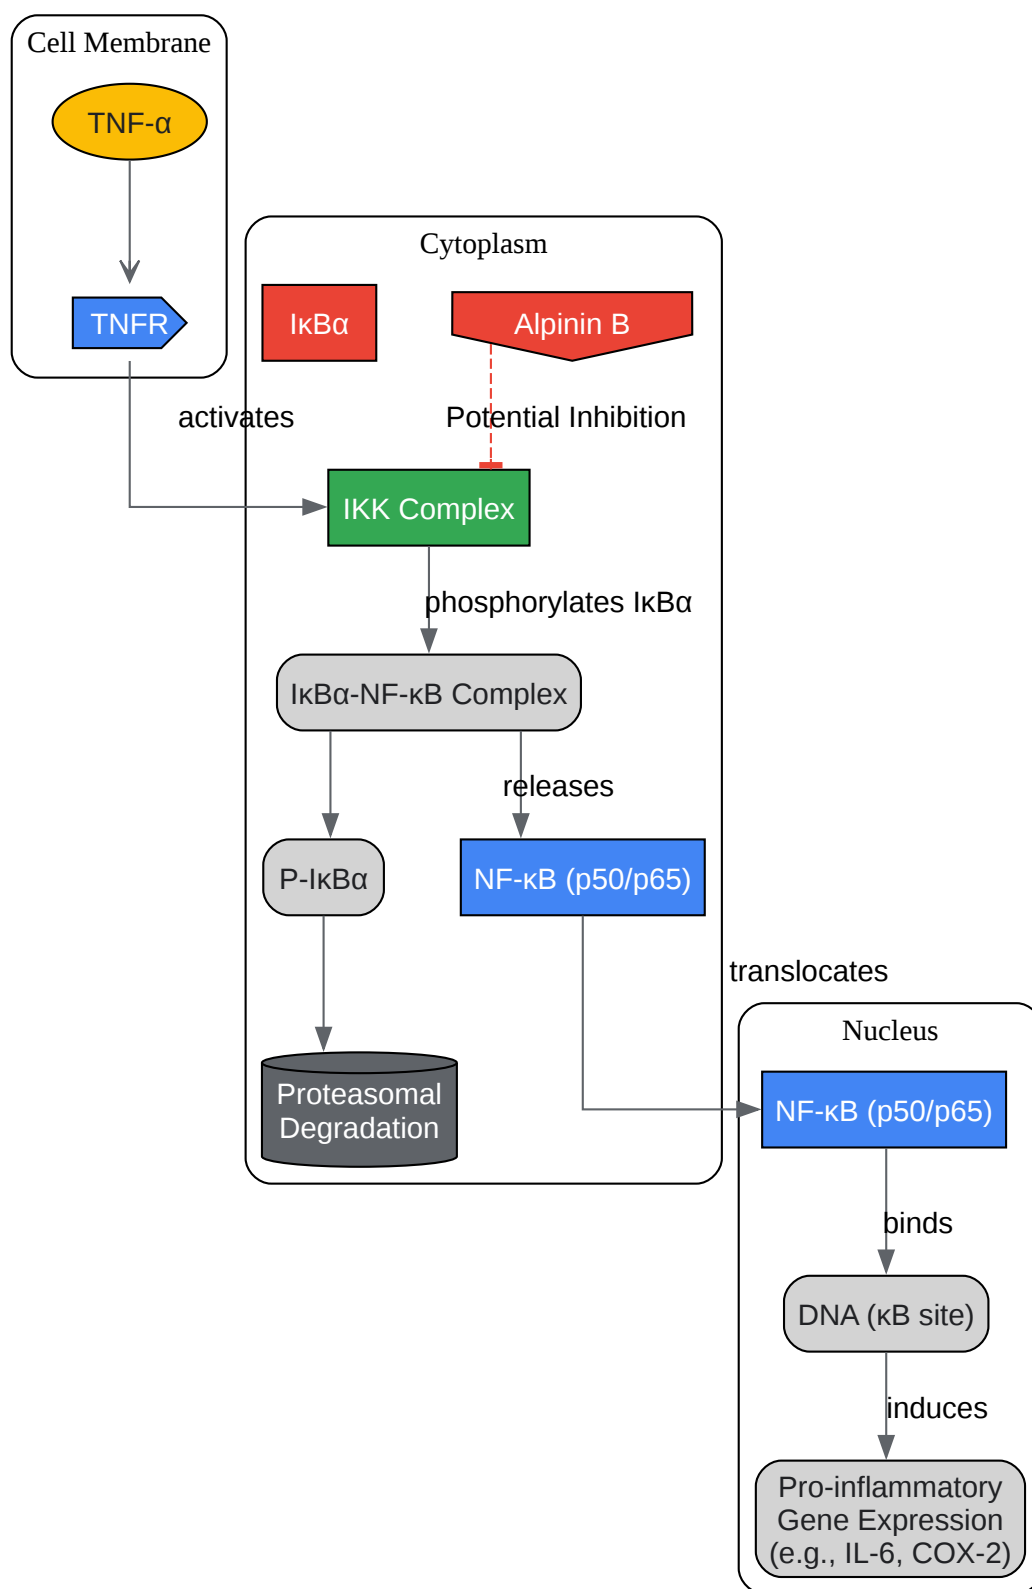 Cell Membrane
TNF-α
TNFR
Cytoplasm
IκBα
Alpinin B
activates
Potential Inhibition
IKK Complex
phosphorylates IκBα
IκBα-NF-κB Complex
releases
P-IκBα
NF-κB (p50/p65)
translocates
Proteasomal
Degradation
Nucleus
NF-κB (p50/p65)
binds
DNA (κB site)
induces
Pro-inflammatory
Gene Expression
(e.g., IL-6, COX-2)